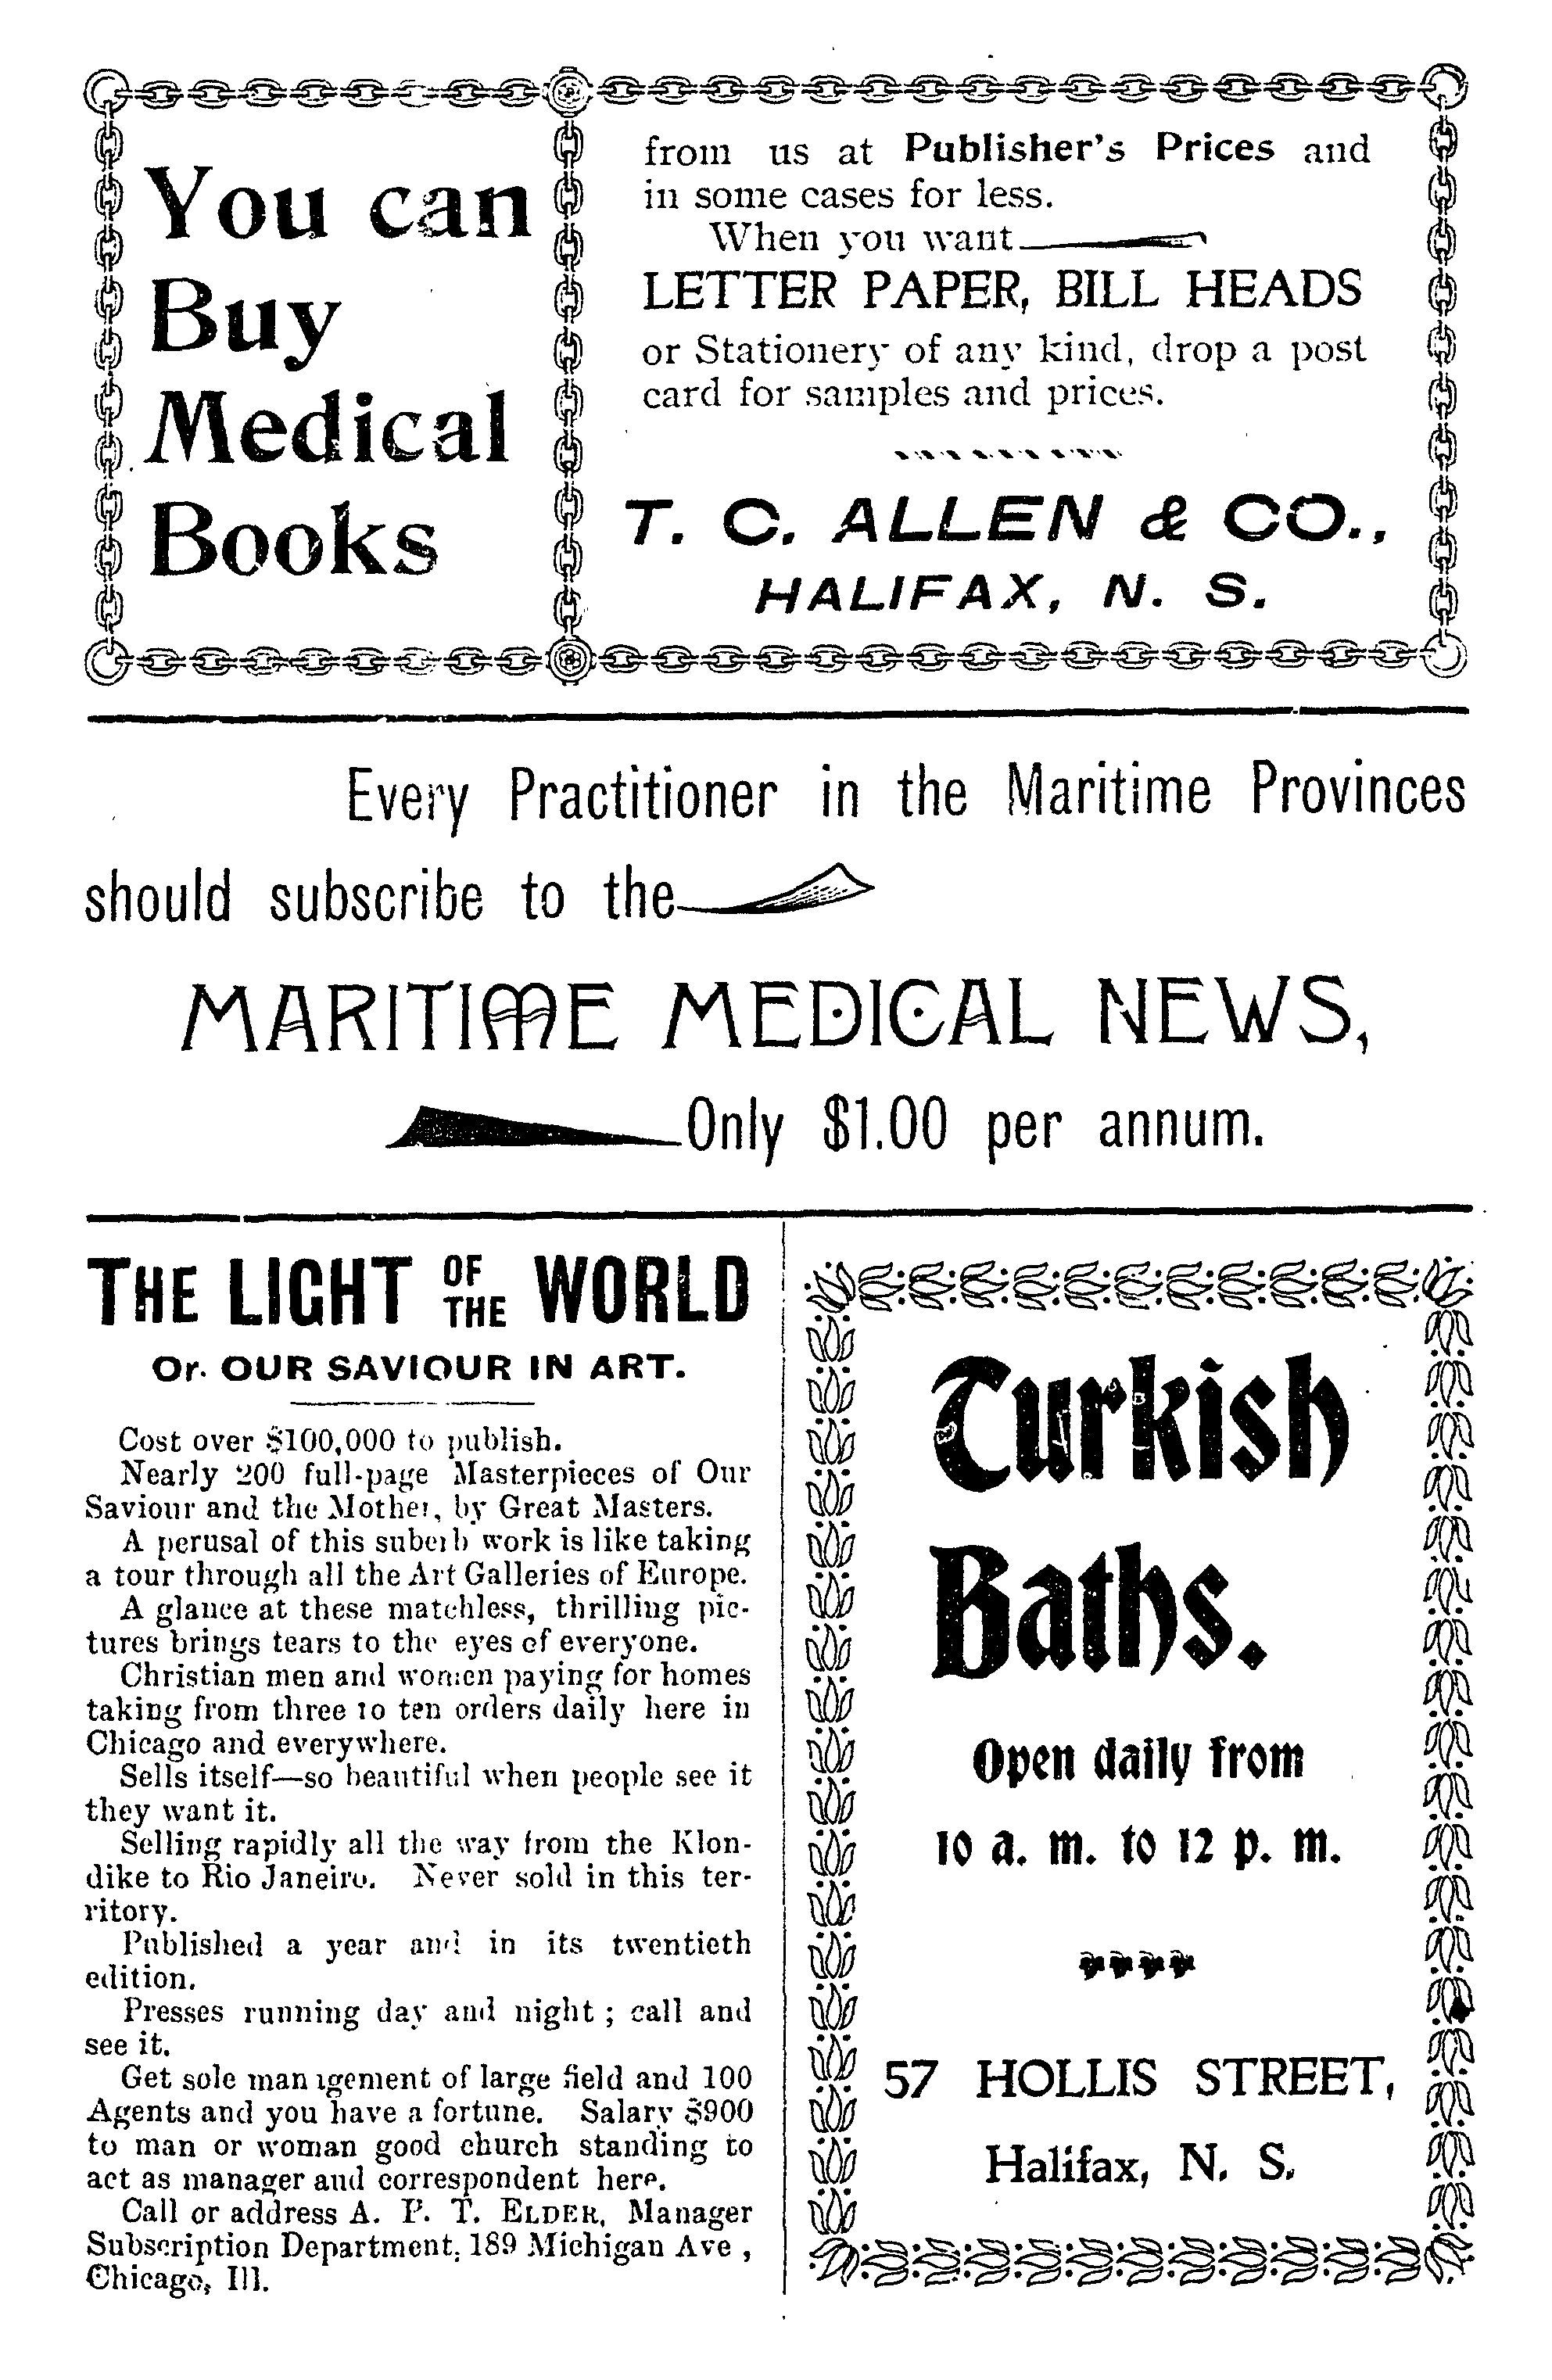 You can
Buy
Medical
Books
from us at Publisher's Prices and
in some cases for less.
When you want
LETTER PAPER, BILL HEADS
or Stationery of any kind, drop a post
card for samples and prices.
T. C. ALLEN & CO.,
HALIFAX, N. S.
Every Practitioner in the Maritime Provinces
should subscribe to the
MARITIME MEDICAL NEWS,
Only $1.00 per annum.
THE LIGHT OF THE WORLD
Or. OUR SAVIOUR IN ART.
Cost over $100,000 to publish.
Nearly 200 full-page Masterpieces of Our
Saviour and the Mother, by Great Masters.
A perusal of this superb work is like taking
a tour through all the Art Galleries of Europe.
A glance at these matchless, thrilling pic-
tures brings tears to the eyes of everyone.
Christian men and women paying for homes
taking from three to ten orders daily here in
Chicago and everywhere.
Sells itself—so beautiful when people see it
they want it.
Selling rapidly all the way from the Klon-
dike to Rio Janeiro. Never sold in this ter-
ritory.
Published a year and in its twentieth
edition.
Presses running day and night ; call and
see it.
Get sole management of large field and 100
Agents and you have a fortune. Salary $900
to man or woman good church standing to
act as manager and correspondent here.
Call or address A. P. T. ELDER, Manager
Subscription Department, 189 Michigan Ave ,
Chicago, Ill.
Turkish
Baths.
Open daily from
10 a. m. to 12 p. m.
57 HOLLIS STREET,
Halifax, N. S.